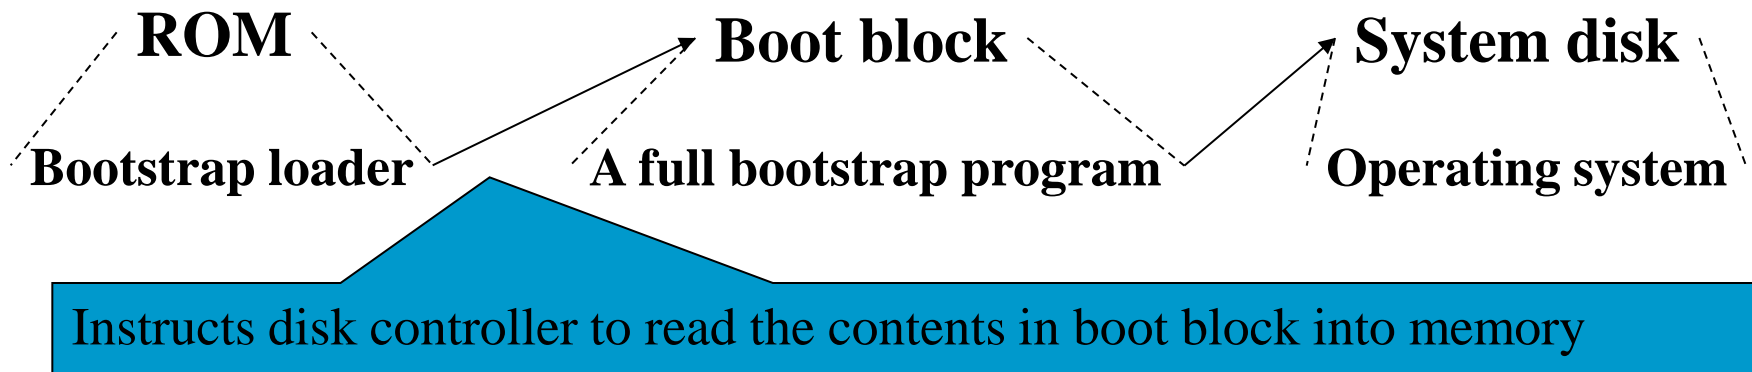 ROM Boot block System disk
Bootstrap loader A full bootstrap program Operating system
Instructs disk controller to read the contents in boot block into memory